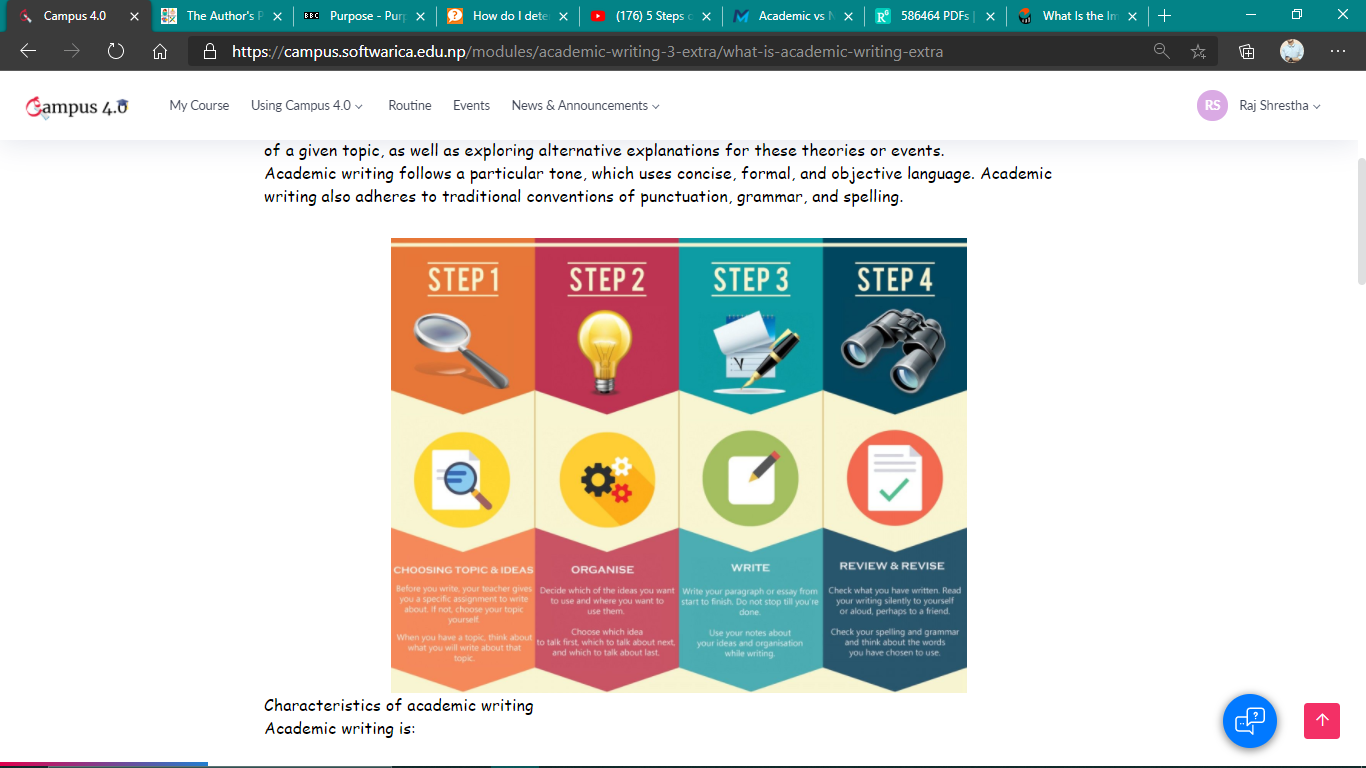 Campus 4.0
The Author's P
BBC
Purpose - Purp
How do I dete
(176) 5 Steps o
Academic vs N
586464 PDFs |
What Is the Im
https://campus.softwarica.edu.np/modules/academic-writing-3-extra/what-is-academic-writing-extra
Campus 4.0
My Course
Using Campus 4.0
Routine
Events
News & Announcements
RS
Raj Shrestha
of a given topic, as well as exploring alternative explanations for these theories or events.
Academic writing follows a particular tone, which uses concise, formal, and objective language. Academic
writing also adheres to traditional conventions of punctuation, grammar, and spelling.
STEP 1
STEP 2
STEP 3
STEP 4
CHOOSING TOPIC & IDEAS
Before you write, your teacher gives
you a specific assignment to write
about. If not, choose your topic
yourself.
When you have a topic, think about
what you will write about that
topic.
ORGANISE
Decide which of the ideas you want
to use and where you want to
use them.
Choose which idea
to talk first, which to talk about next,
and which to talk about last.
WRITE
Write your paragraph or essay from
start to finish. Do not stop till you're
done.
Use your notes about
your ideas and organisation
while writing.
REVIEW & REVISE
Check what you have written. Read
your writing silently to yourself
or aloud, perhaps to a friend.
Check your spelling and grammar
and think about the words
you have chosen to use.
Characteristics of academic writing
Academic writing is: